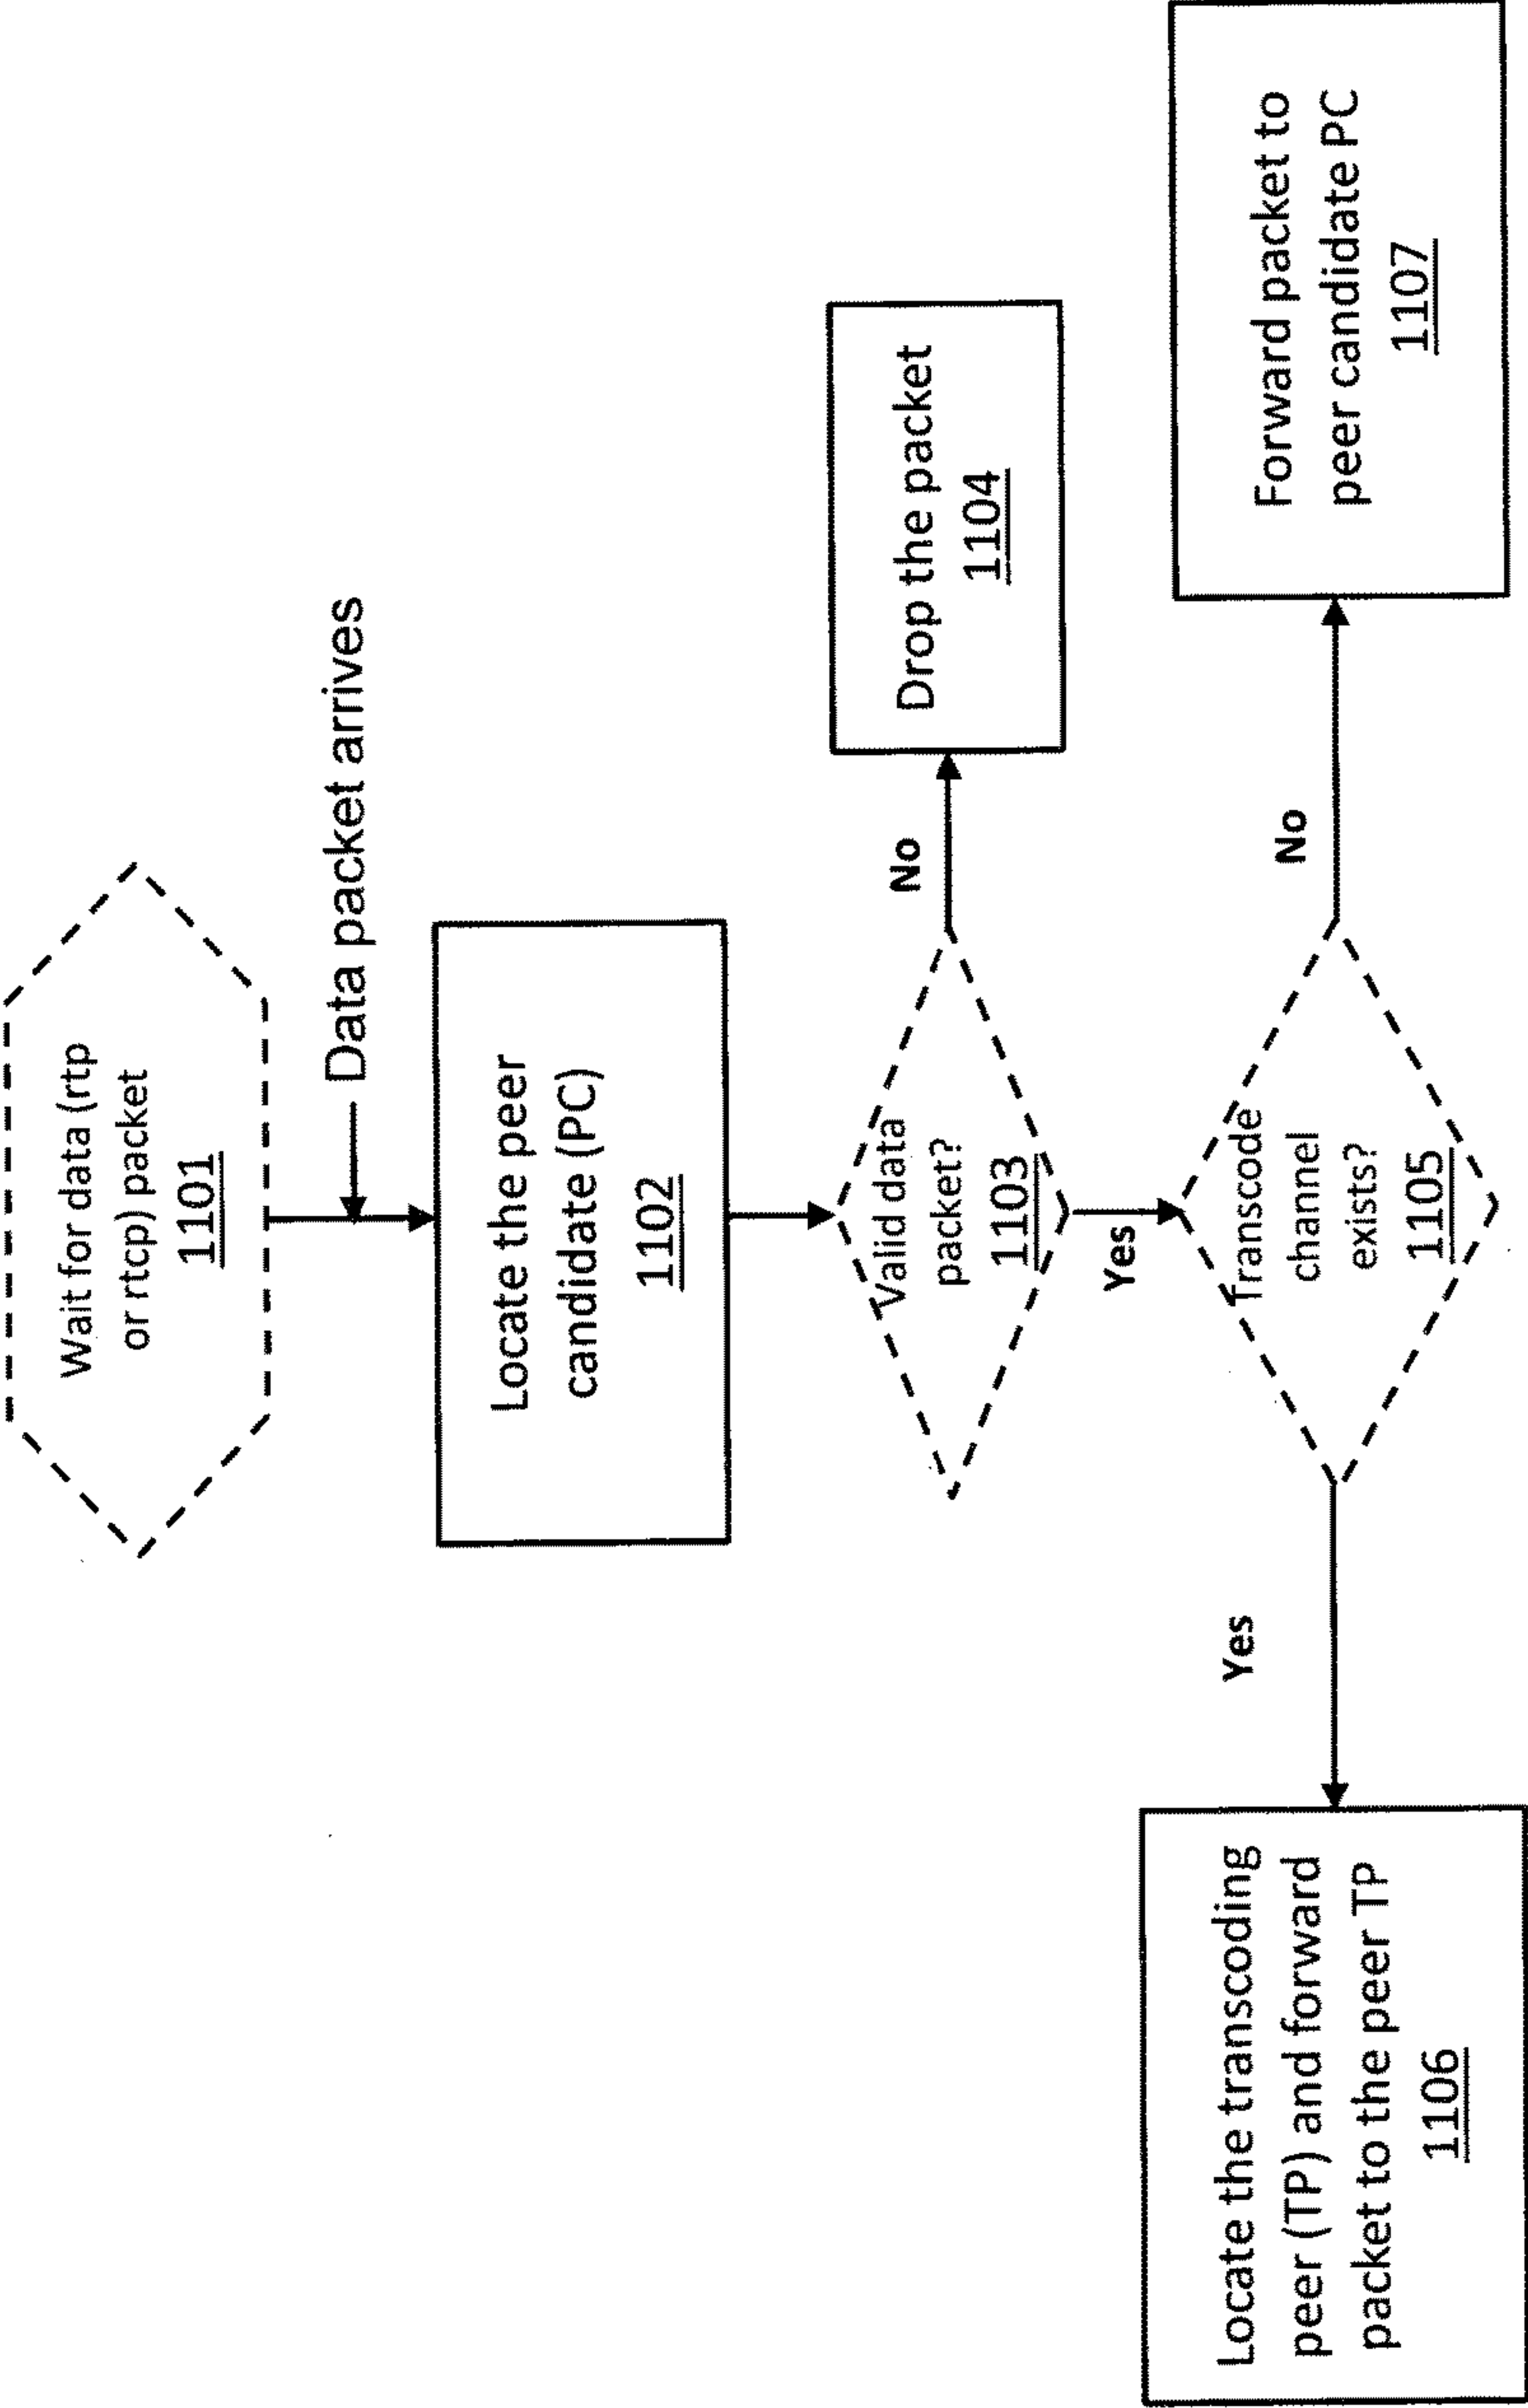 Wait for data (rtp
or rtcp) packet
1101
Data packet arrives
Locate the peer
candidate (PC)
1102
Valid data
packet?
1103
No
Drop the packet
1104
Yes
Transcode
channel
exists?
1105
Yes
Locate the transcoding
peer (TP) and forward
packet to the peer TP
1106
No
Forward packet to
peer candidate PC
1107